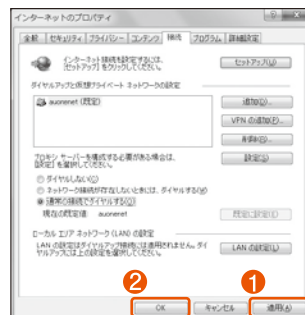 インターネットのプロパティ
全般 セキュリティ プライバシー コンテンツ 接続 プログラム 詳細設定
インターネット接続を設定するには、
[セットアップ] をクリックしてください。
セットアップ(U)
ダイヤルアップと仮想プライベート ネットワークの設定
auonenet (既定)
追加(D)...
VPN の追加(P)...
削除(R)...
設定(S)
プロキシ サーバーを構成する必要がある場合は、
[設定] を選択してください。
ダイヤルしない(C)
ネットワーク接続が存在しないときには、ダイヤルする(W)
通常の接続でダイヤルする(O)
現在の既定値 auonenet
既定に設定(E)
ローカル エリア ネットワーク (LAN) の設定
LAN の設定はダイヤルアップ接続には適用されません。ダイ
ヤルアップには上の設定を選択してください。
LAN の設定(L)
2 1
OK キャンセル 適用(A)